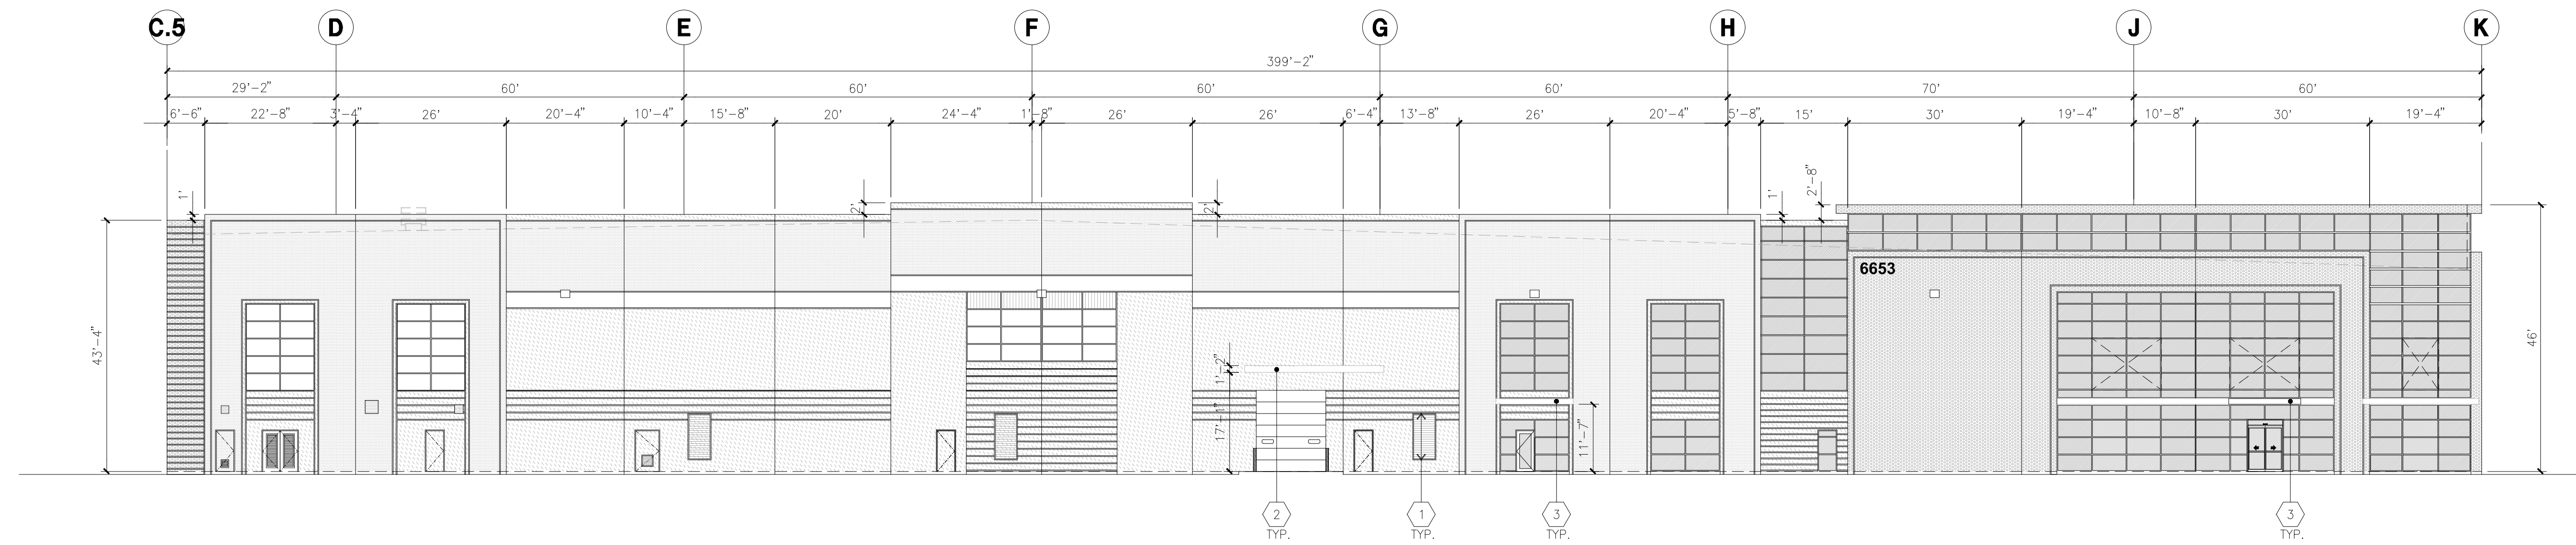 C.5 D E F G H J K
399'-2"
29'-2" 60' 60' 60' 60' 70' 60'
6'-6" 22'-8" 3'-4" 26' 20'-4" 10'-4" 15'-8" 20' 24'-4" 1'-8" 26' 26' 6'-4" 13'-8" 26' 20'-4" 5'-8" 15' 30' 19'-4" 10'-8" 30' 19'-4"
1' 2' 2' 1' 2'-8"
6653
43'-4" 46'
1'-2"
17'-1" 11'-7"
2 1 3 3
TYP. TYP. TYP. TYP.